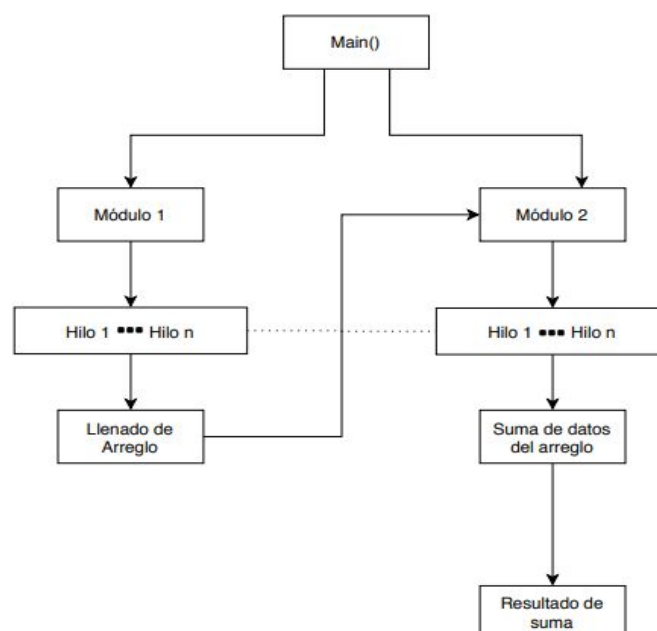 Main()
Módulo 1
Módulo 2
Hilo 1 ▪▪▪ Hilo n
Hilo 1 ▪▪▪ Hilo n
Llenado de
Arreglo
Suma de datos
del arreglo
Resultado de
suma